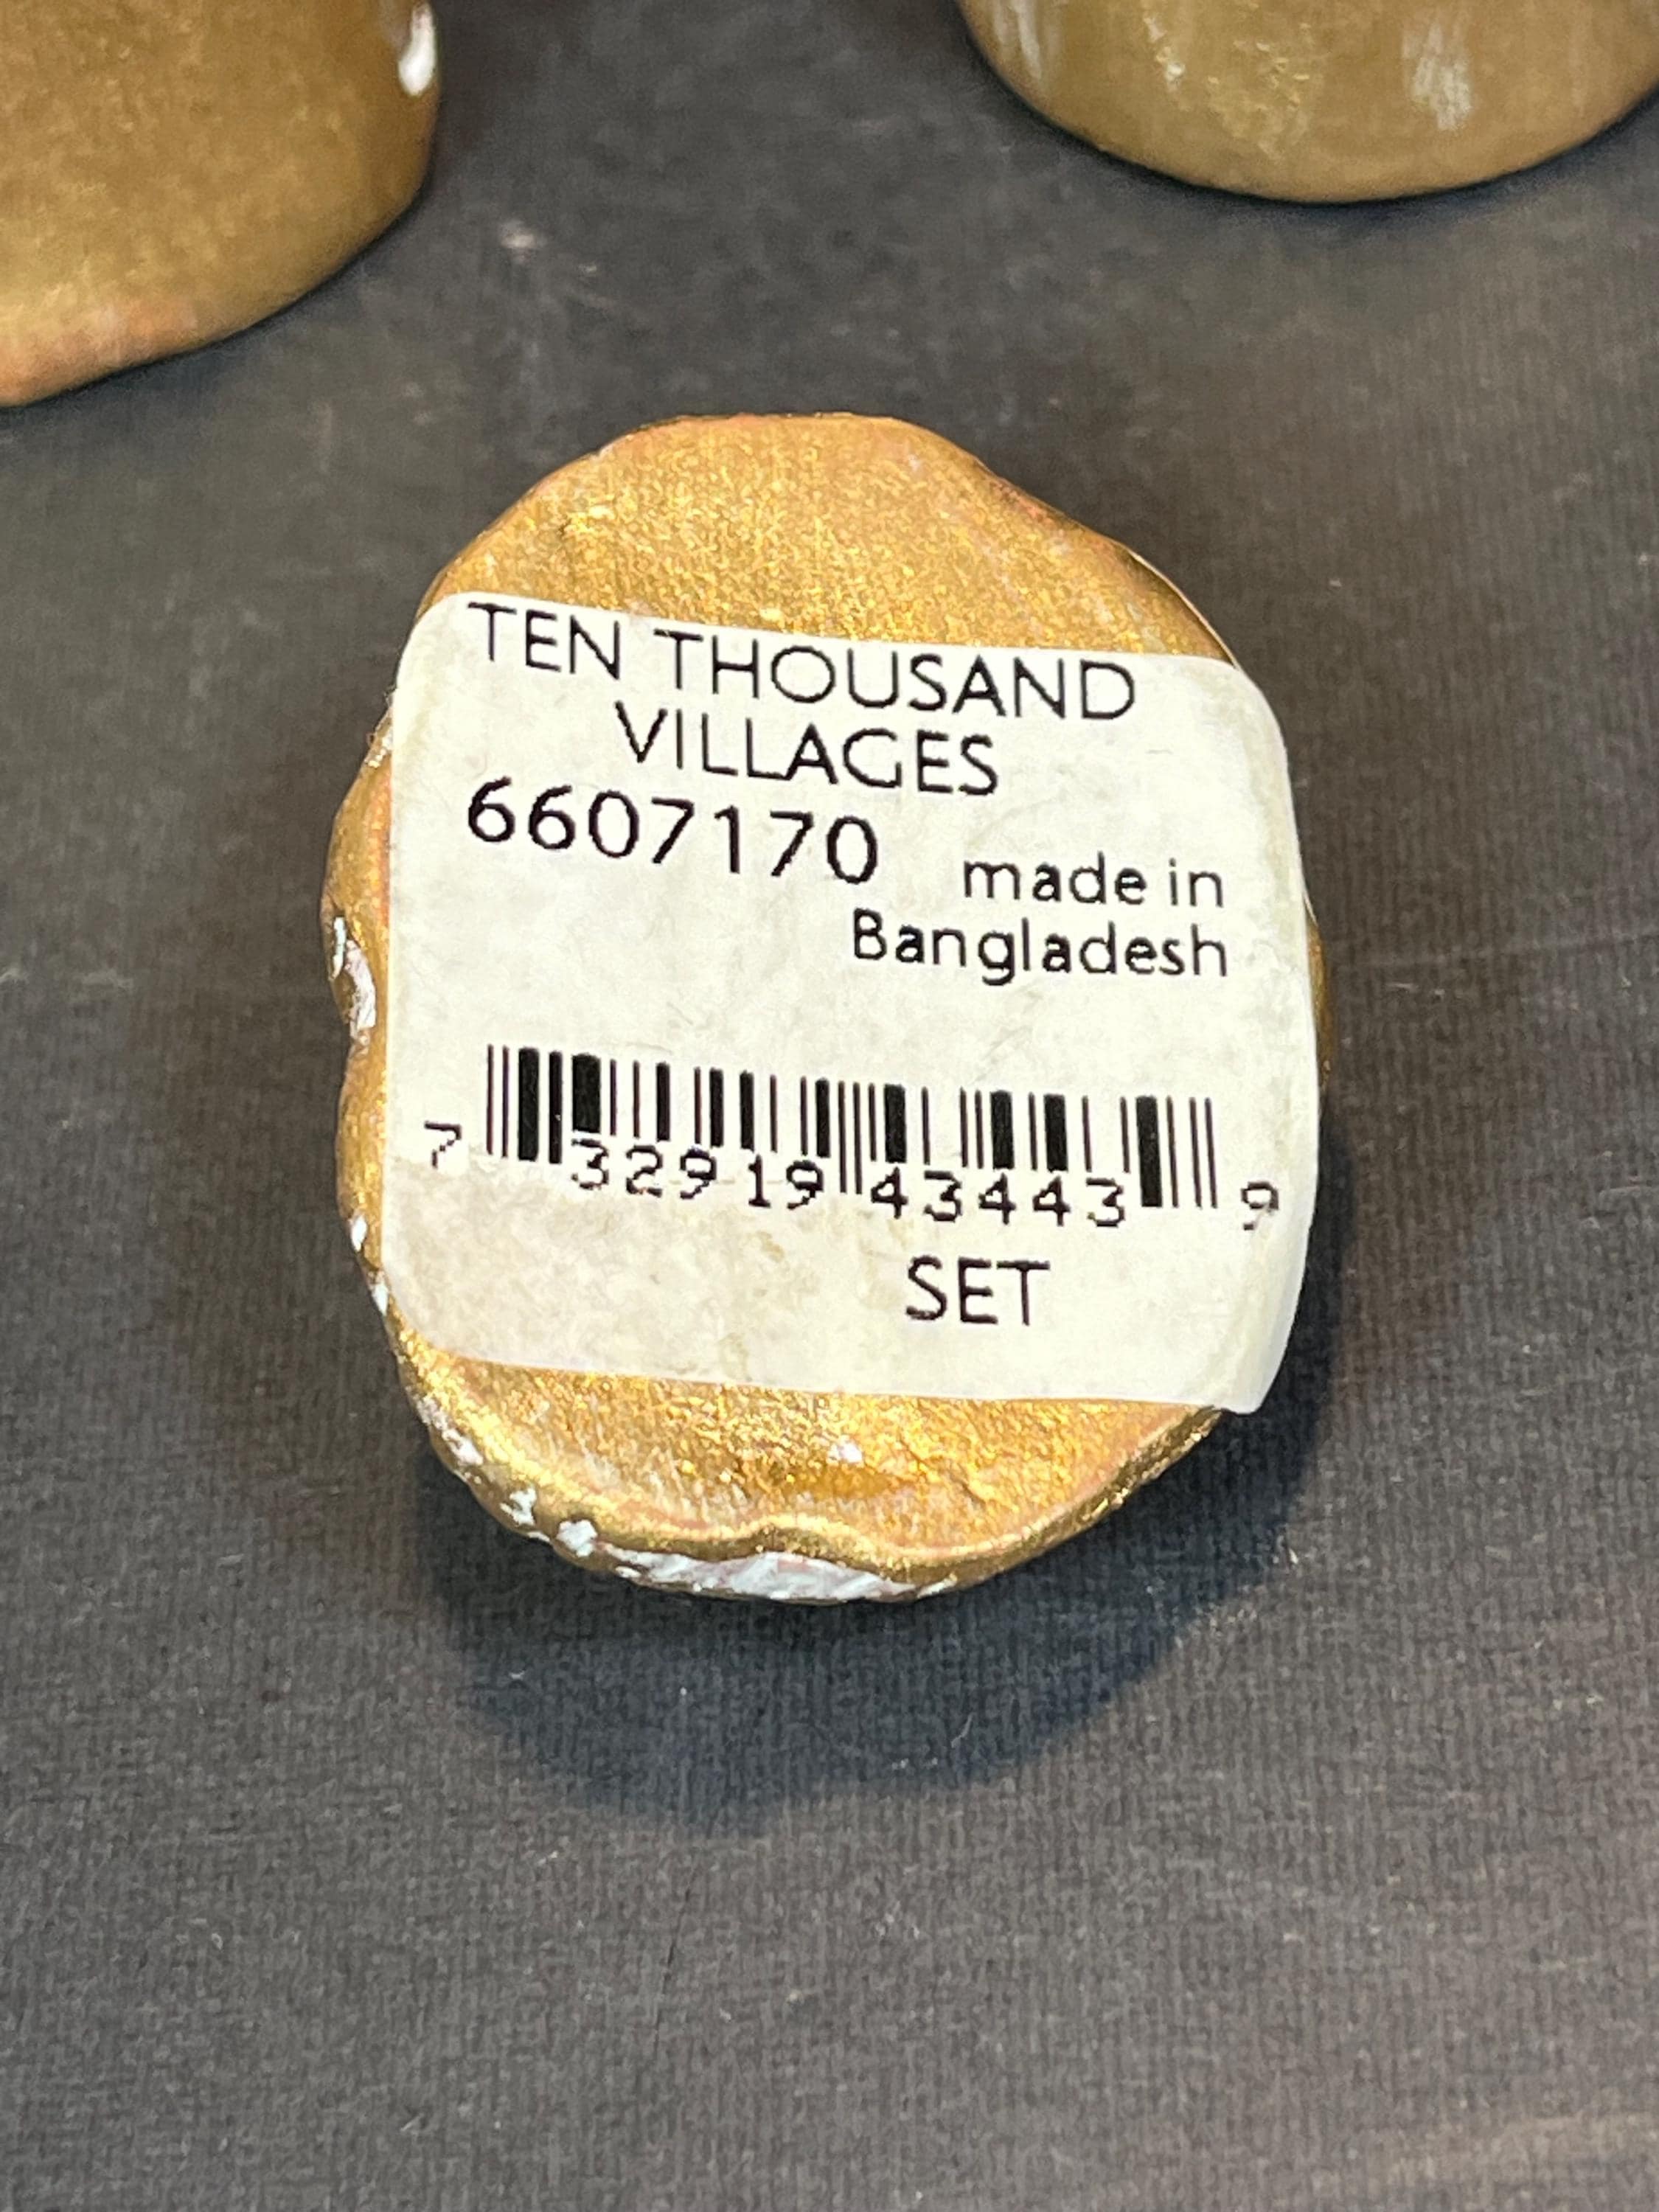 TEN THOUSAND
VILLAGES
6607170
made in
Bangladesh
7 32919 43443 9
SET